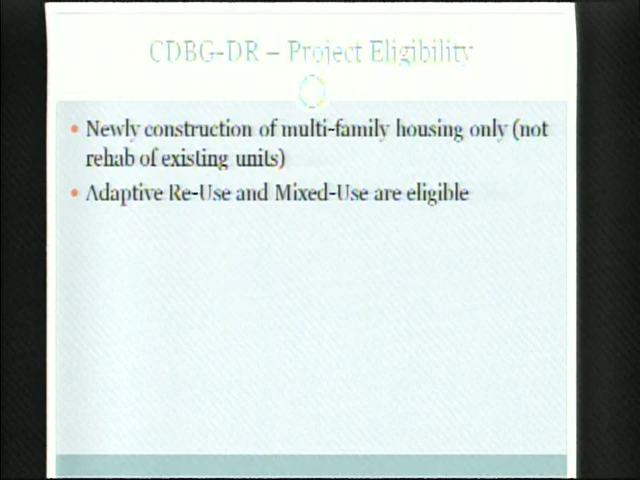 CDBG-DR – Project Eligibility
• Newly construction of multi-family housing only (not
rehab of existing units)
• Adaptive Re-Use and Mixed-Use are eligible